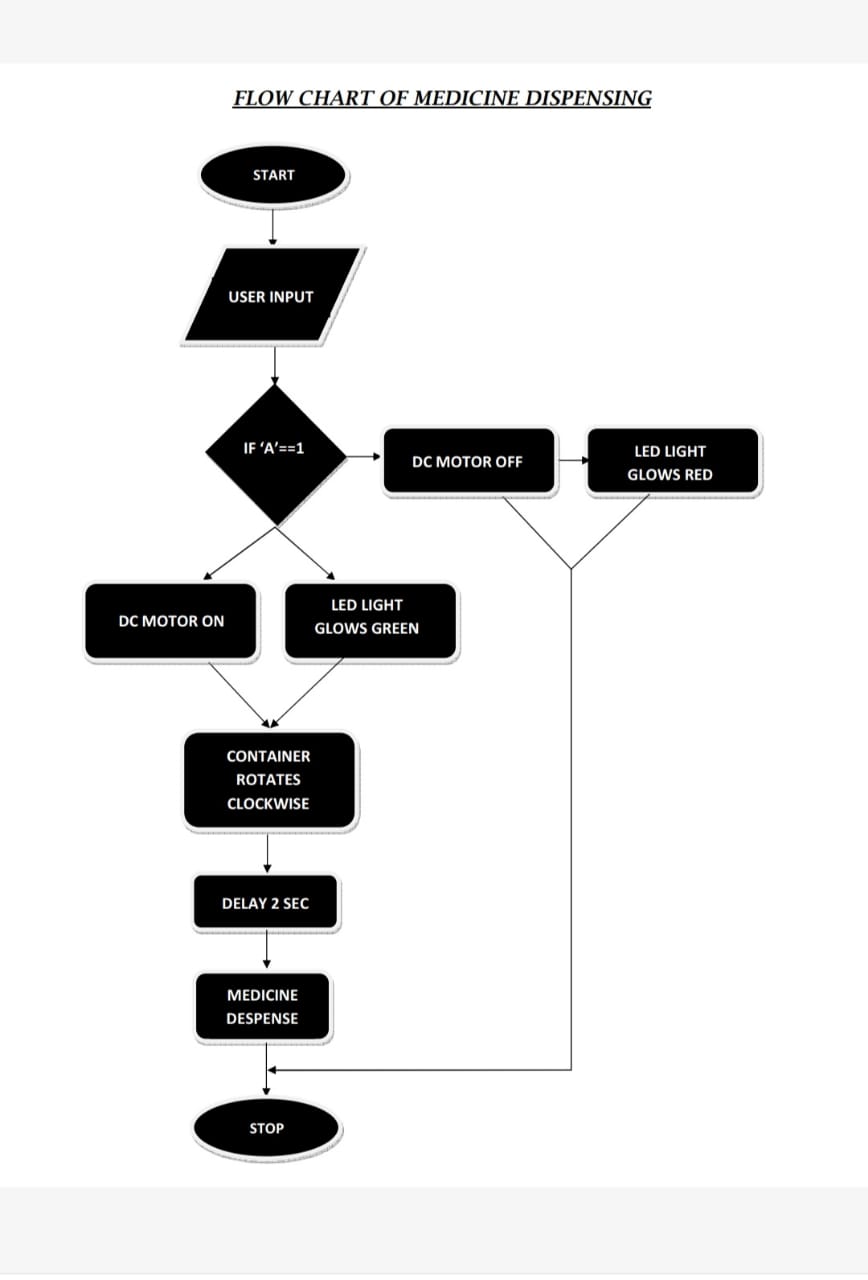 FLOW CHART OF MEDICINE DISPENSING
START
USER INPUT
IF ‘A’==1
DC MOTOR OFF
LED LIGHT
GLOWS RED
DC MOTOR ON
LED LIGHT
GLOWS GREEN
CONTAINER
ROTATES
CLOCKWISE
DELAY 2 SEC
MEDICINE
DESPENSE
STOP